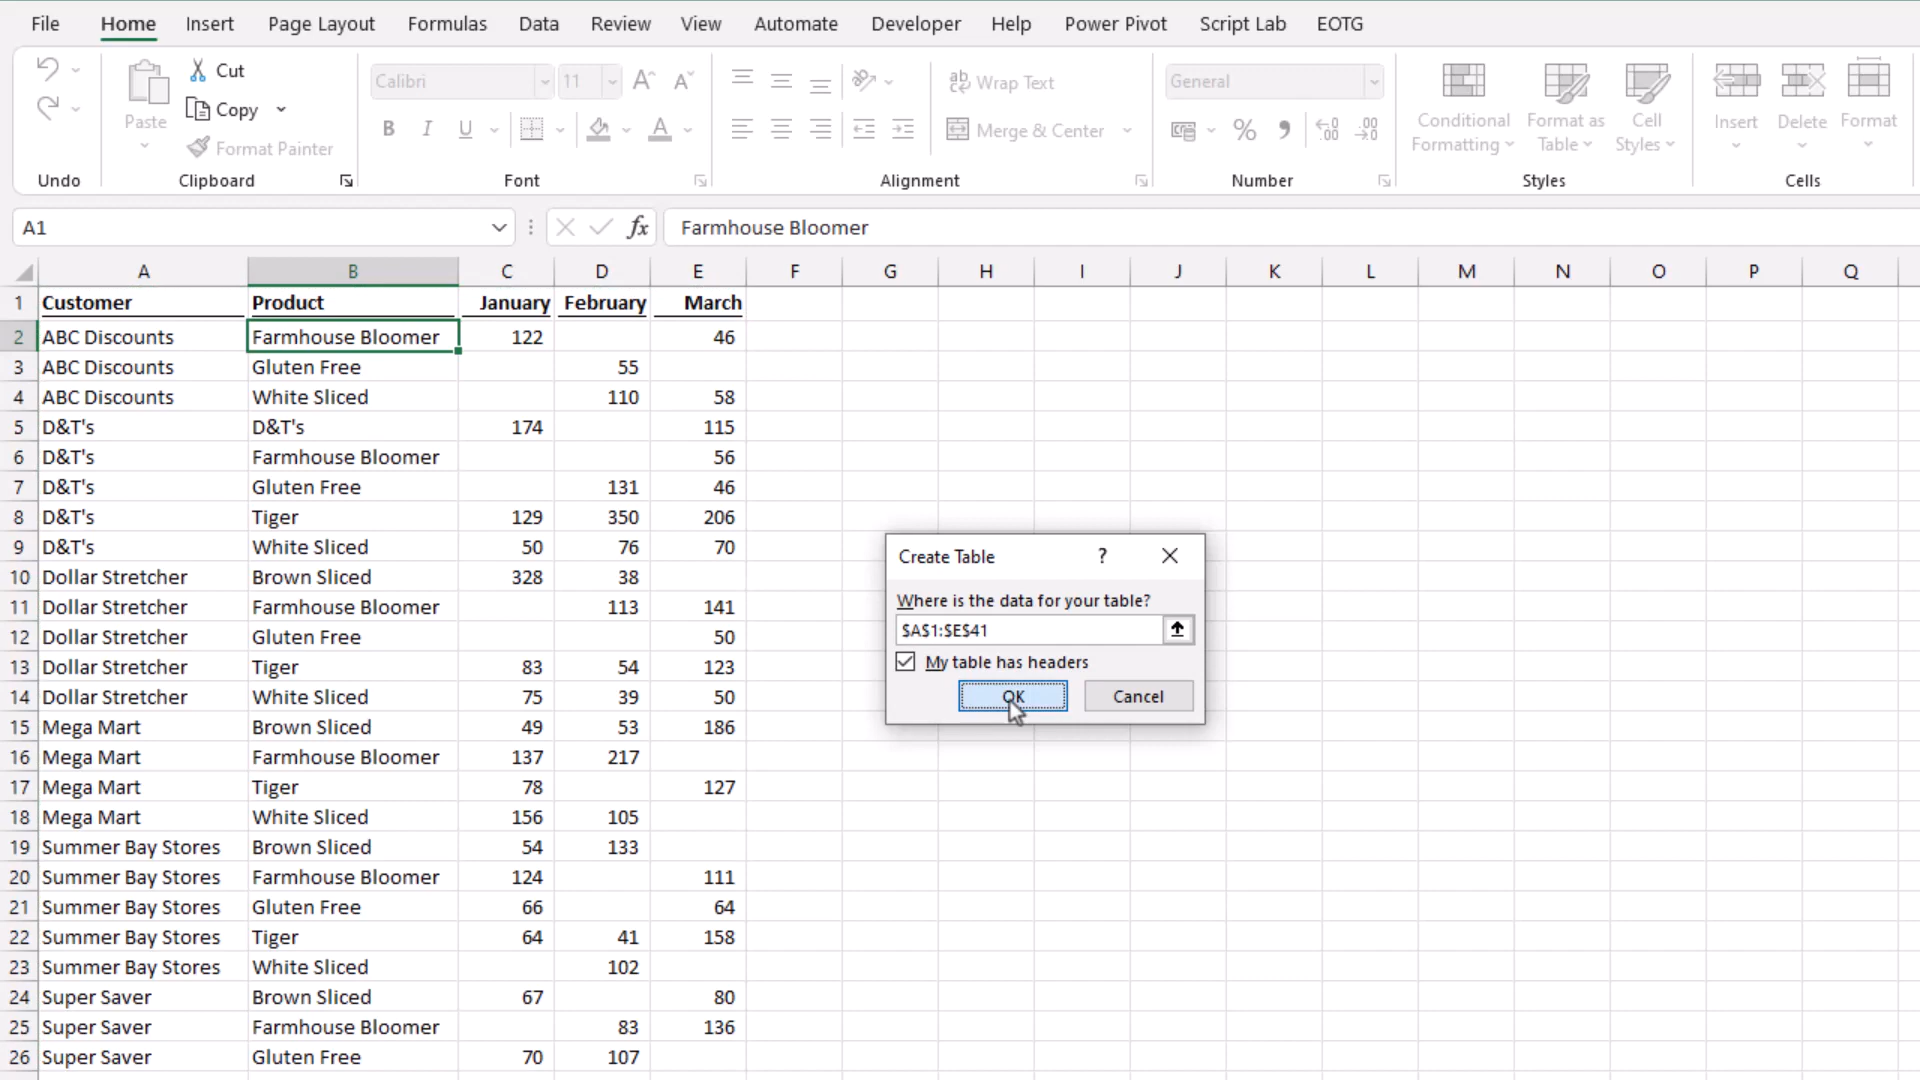 File Home Insert Page Layout Formulas Data Review View Automate Developer Help Power Pivot Script Lab EOTG
Cut
Copy
Format Painter
Paste
Calibri 11
B I U
A A
A
ab Wrap Text
Merge & Center
General
%
Conditional Formatting
Format as Table
Cell Styles
Insert Delete Format
Undo Clipboard Font Alignment Number Styles Cells
A1 fx Farmhouse Bloomer
A B C D E F G H I J K L M N O P Q
1 Customer Product January February March
2 ABC Discounts Farmhouse Bloomer 122 46
3 ABC Discounts Gluten Free 55
4 ABC Discounts White Sliced 110 58
5 D&T's D&T's 174 115
6 D&T's Farmhouse Bloomer 56
7 D&T's Gluten Free 131 46
8 D&T's Tiger 129 350 206
9 D&T's White Sliced 50 76 70
10 Dollar Stretcher Brown Sliced 328 38
11 Dollar Stretcher Farmhouse Bloomer 113 141
12 Dollar Stretcher Gluten Free 50
13 Dollar Stretcher Tiger 83 54 123
14 Dollar Stretcher White Sliced 75 39 50
15 Mega Mart Brown Sliced 49 53 186
16 Mega Mart Farmhouse Bloomer 137 217
17 Mega Mart Tiger 78 127
18 Mega Mart White Sliced 156 105
19 Summer Bay Stores Brown Sliced 54 133
20 Summer Bay Stores Farmhouse Bloomer 124 111
21 Summer Bay Stores Gluten Free 66 64
22 Summer Bay Stores Tiger 64 41 158
23 Summer Bay Stores White Sliced 102
24 Super Saver Brown Sliced 67 80
25 Super Saver Farmhouse Bloomer 83 136
26 Super Saver Gluten Free 70 107
Create Table ?
Where is the data for your table?
$A$1:$E$41
My table has headers
OK Cancel